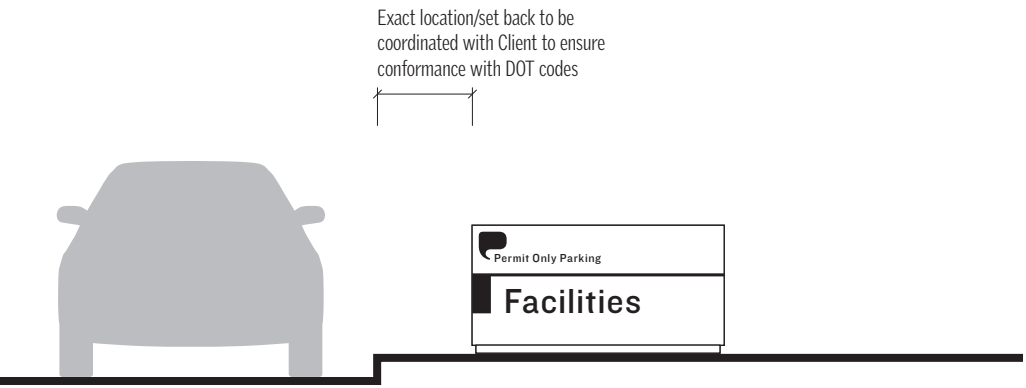 Exact location/set back to be
coordinated with Client to ensure
conformance with DOT codes
Permit Only Parking
Facilities